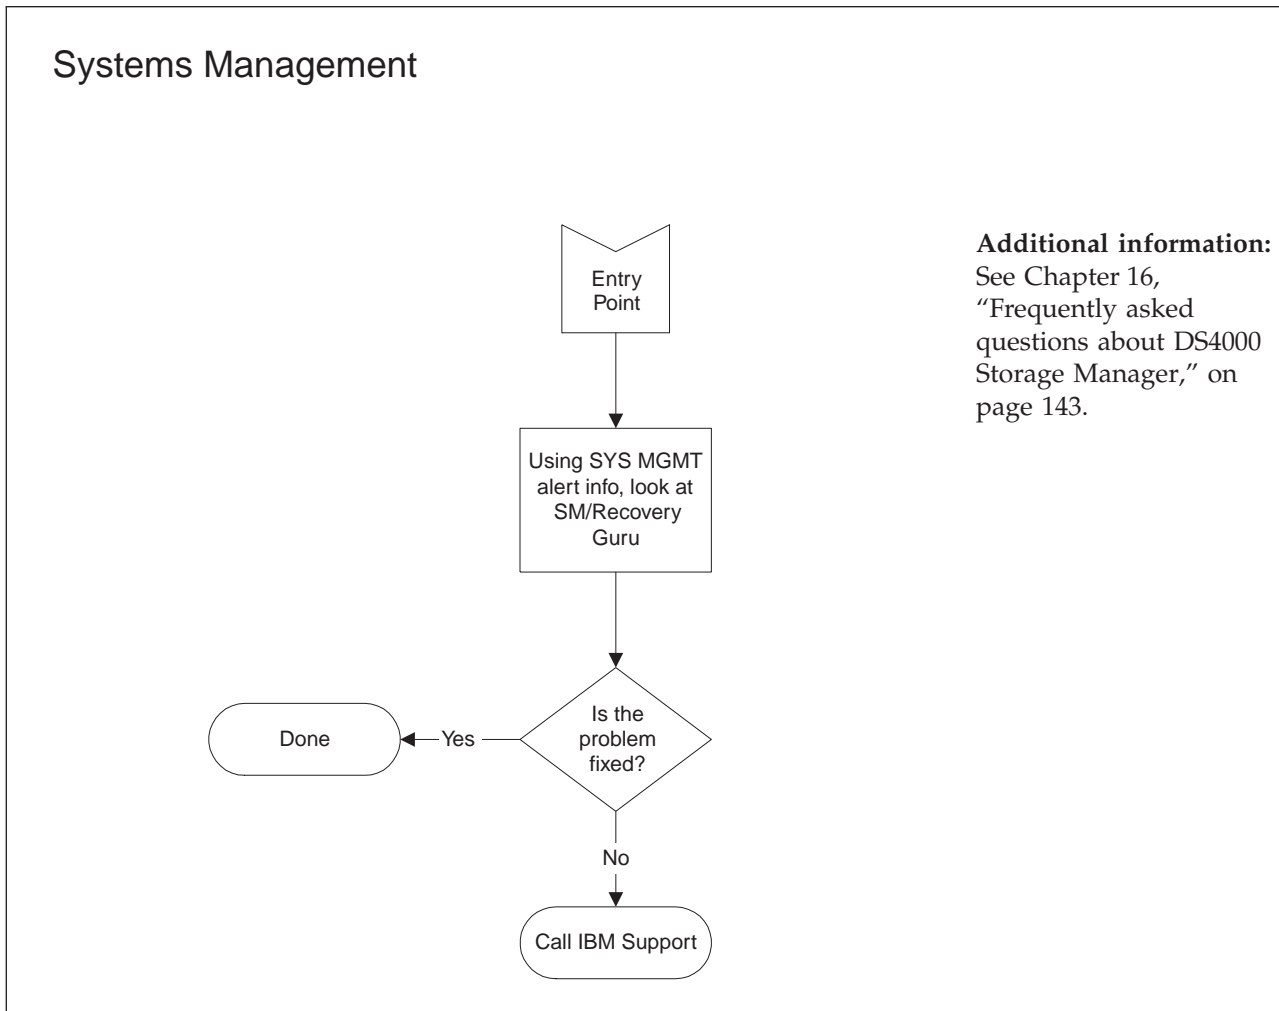 Systems Management
Entry
Point
Additional information:
See Chapter 16,
“Frequently asked
questions about DS4000
Storage Manager,” on
page 143.
Using SYS MGMT
alert info, look at
SM/Recovery
Guru
Is the
problem
fixed?
Yes
Done
No
Call IBM Support